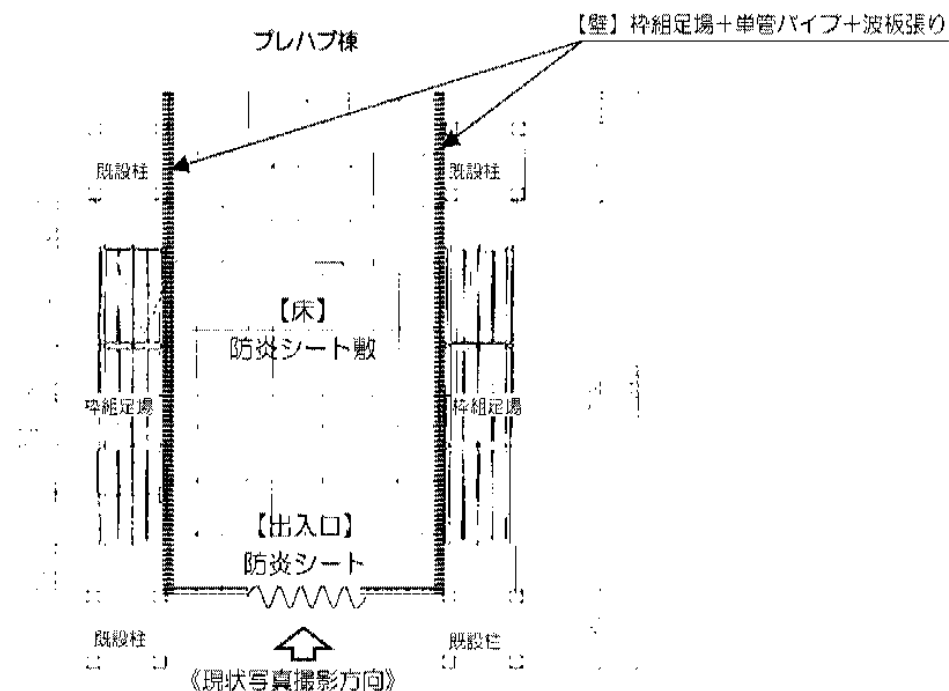 プレハブ棟
【壁】枠組足場＋単管パイプ＋波板張り
既設柱
既設柱
【床】
防炎シート敷
枠組足場
枠組足場
【出入口】
防炎シート
既設柱
既設柱
《現状写真撮影方向》